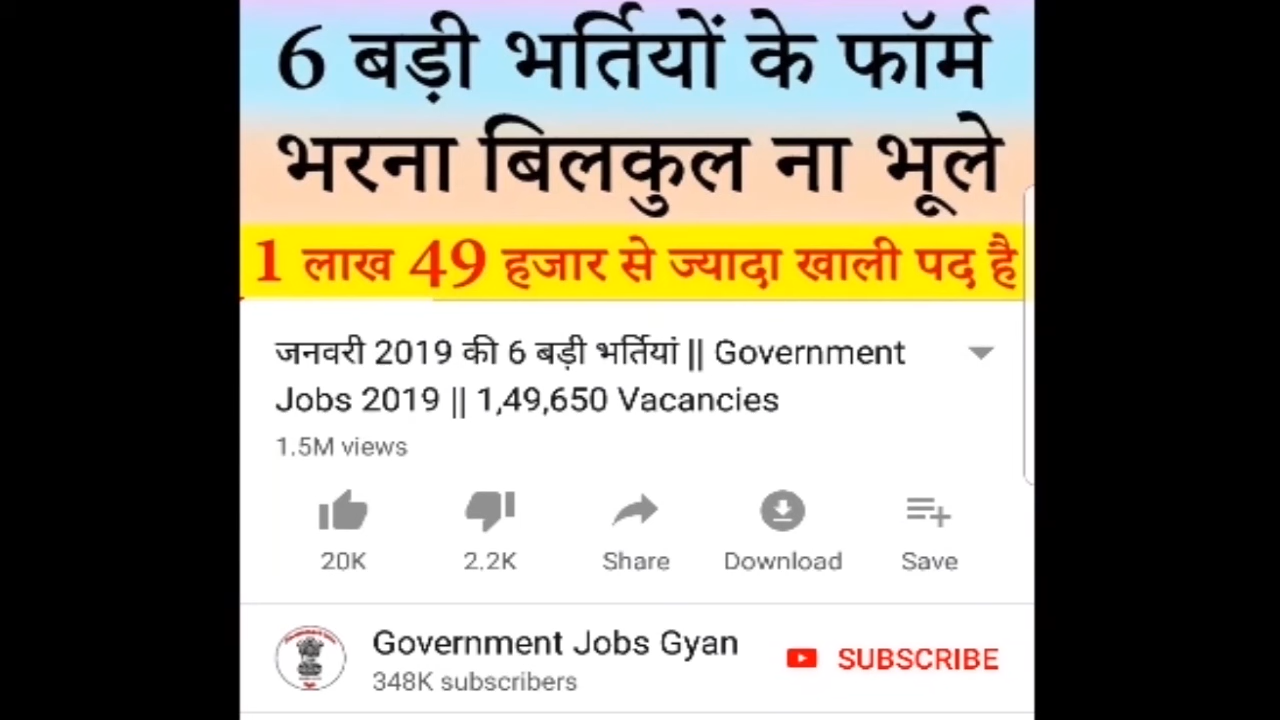 6 बड़ी भर्तियों के फॉर्म
भरना बिलकुल ना भूले
1 लाख 49 हजार से ज्यादा खाली पद है
जनवरी 2019 की 6 बड़ी भर्तियां || Government
Jobs 2019 || 1,49,650 Vacancies
1.5M views
20K
2.2K
Share
Download
Save
Government Jobs Gyan
348K subscribers
SUBSCRIBE